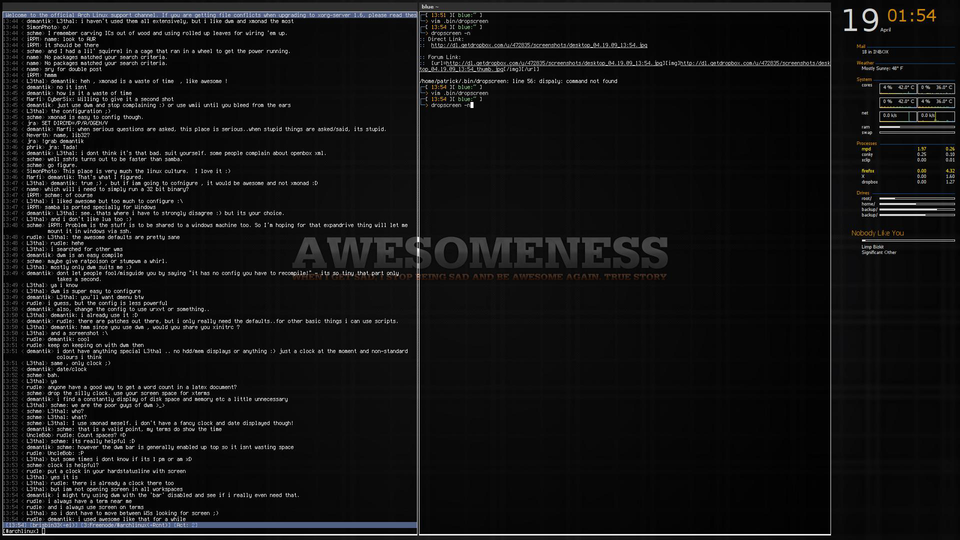 Welcome to the official Arch Linux support channel. If you are getting file conflicts when upgrading to xorg-server 1.6, please read thes
13:44 < demantik> L3thal: i haven't used them all extensively, but i like dwm and xmonad the most
13:44 < SimonPhoto> o/
13:44 < schme> I remember carving ICs out of wood and using rolled up leaves for wiring 'em up.
13:44 < iRPM> name: look to AUR
13:44 < iRPM> it should be there
13:44 < schme> and I had a lil' squirrel in a cage that ran in a wheel to get the power running.
13:44 < name> No packages matched your search criteria.
13:44 < name> No packages matched your search criteria.
13:44 < name> sry for double post
13:44 < iRPM> hmmm
13:44 < L3thal> demantik: heh , xmonad is a waste of time , like awesome !
13:45 < demantik> no it isnt
13:45 < demantik> how is it a waste of time
13:45 < Marfi> CyberSix: Willing to give it a second shot
13:45 < demantik> just use dwm and stop complaining :) or use wmii until you bleed from the ears
13:45 < L3thal> the configuration ;)
13:45 < schme> xmonad is easy to config though.
13:45 < jra> SET DIRCMD=/P/A/OGEN/V
13:45 < demantik> Marfi: when serious questions are asked, this place is serious..when stupid things are asked/said, its stupid.
13:45 < Neverth> name, lib32?
13:46 < jra> !grab demantik
13:46 < phrik> jra: Tada!
13:46 < demantik> L3thal: i dont think it's that bad. suit yourself. some people complain about openbox xml.
13:46 < schme> well sshfs turns out to be faster than samba.
13:46 < schme> go figure.
13:46 < SimonPhoto> This place is very much the linux culture. I love it :)
13:46 < Marfi> demantik: That's what I figured.
13:47 < L3thal> demantik: true ;) , but if iam going to cofnigure , it would be awesome and not xmonad :D
13:47 < name> which will i need to simply run a 32 bit binary?
13:47 < iRPM> schme: of course
13:47 < L3thal> i liked awesome but too much to configure :\
13:47 < iRPM> samba is ported specially for Windows
13:47 < demantik> L3thal: see..thats where i have to strongly disagree :) but its your choice.
13:47 < L3thal> and i don't like lua too :)
13:48 < schme> iRPM: Problem is the stuff is to be shared to a windows machine too. So I'm hoping for that expandrive thing will let me mount it in windows via ssh.
13:48 < rudle> L3thal: the awesome defaults are pretty sane
13:48 < L3thal> rudle: hehe
13:48 < L3thal> i searched for other wms
13:48 < demantik> dwm is an easy compile
13:49 < schme> maybe give ratpoison or stumpwm a whirl.
13:49 < L3thal> mostly only dwm suits me :)
13:49 < demantik> dont let people fool/misguide you by saying "it has no config you have to recompile!" - its so tiny that part only takes a second.
13:49 < L3thal> ya i know
13:49 < L3thal> dwm is super easy to configure
13:49 < demantik> L3thal: you'll want dmenu btw
13:50 < rudle> i guess, but the config is less powerful
13:50 < demantik> also, change the config to use urxvt or something..
13:50 < L3thal> demantik: i already use it :D
13:50 < L3thal> rudle: there are patches out there, but i only really need the defaults..for other basic things i can use scripts.
13:50 < L3thal> demantik: hmm since you use dwm , would you share you xinitrc ?
13:50 < L3thal> and a screenshot :\
13:51 < rudle> demantik: cool
13:51 < rudle> keep on keeping on with dwm then
13:51 < demantik> i dont have anything special L3thal .. no hdd/mem displays or anything :) just a clock at the moment and non-standard colours i think
13:51 < L3thal> same , only clock ;)
13:52 < demantik> date/clock
13:52 < schme> bah.
13:52 < L3thal> ya
13:52 < rudle> anyone have a good way to get a word count in a latex document?
13:52 < schme> drop the silly clock. use your screen space for xterms
13:52 < demantik> i find a constantly display of disk space and memory etc a little unnecessary
13:52 < L3thal> schme: we are the poor guys of dwm >_>
13:52 < schme> L3thal: who?
13:52 < schme> L3thal: what?
13:52 < schme> L3thal: I use xmonad meself. i don't have a fancy clock and date displayed though!
13:52 < demantik> schme: that is a valid point, my terms do show the time
13:52 < UncleBob> rudle: Count spaces? =D
13:53 < L3thal> schme: its really helpful :D
13:53 < demantik> schme: however the dwm bar is generally enabled up top so it isnt wasting space
13:53 < rudle> UncleBob: :P
13:53 < L3thal> but some times i dont know if its 1 pm or am xD
13:53 < schme> clock is helpful?
13:53 < rudle> put a clock in your hardstatusline with screen
13:53 < L3thal> yes it is
13:53 < L3thal> rudle: there is already a clock there too
13:53 < L3thal> but iam not opening screen in all workspaces
13:54 < demantik> i might try using dwm with the 'bar' disabled and see if i really even need that.
13:54 < rudle> i always have a term near me
13:54 < rudle> and i always use screen on terms
13:54 < L3thal> so i dont have to move between WSs looking for screen ;)
13:54 < rudle> demantik: i used awesome like that for a while
[#archlinux]
blue ~
[ 13:51 ][ blue:~ ]
vim .bin/dropscreen
[ 13:54 ][ blue:~ ]
dropscreen -n
:: Direct Link:
http://dl.getdropbox.com/u/472835/screenshots/desktop_04.19.09_13:54.jpg
:: Forum Link:
[url=http://dl.getdropbox.com/u/472835/screenshots/desktop_04.19.09_13:54.jpg][img]http://dl.getdropbox.com/u/472835/screenshots/desk
top_04.19.09_13:54_thumb.jpg[/img][/url]
/home/patrick/.bin/dropscreen: line 56: dispaly: command not found
[ 13:54 ][ blue:~ ]
vim .bin/dropscreen
[ 13:54 ][ blue:~ ]
dropscreen -n
AWESOMENESS
BEING SAD AND BE AWESOME AGAIN. TRUE STORY
19 01:54
April
Mail
18 in INBOX
Weather
Mostly Sunny: 48° F
System
cores
4 % 42.0° C 0 % 36.0° C
0 % 42.0° C 4 % 36.0° C
net
0.0 k/s 0.0 k/s
ram
swap
Processes
mpd 1.97 0.26
conky 0.25 0.18
xclip 0.00 0.01
firefox 0.00 4.32
X 0.00 1.60
dropbox 0.00 1.27
Drives
root/
home/
backup/
backup/
Nobody Like You
Limp Bizkit
Significant Other